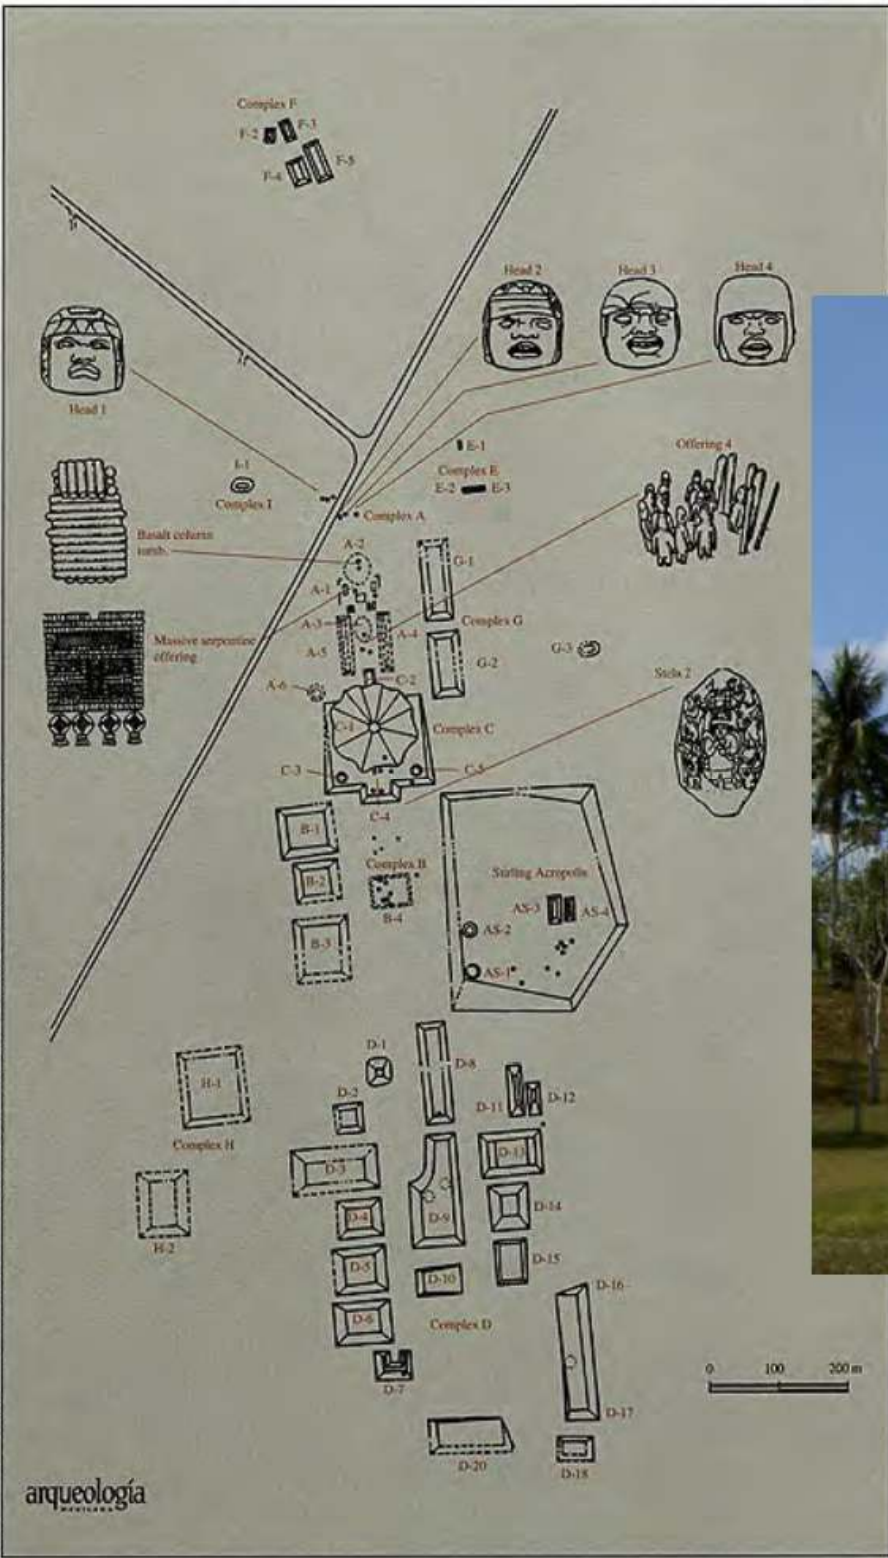 Complex F
F-2
F-3
F-4
F-5
Head 2
Head 3
Head 4
Head 1
E-1
Complex E
E-2
E-3
Offering 4
I-1
Complex I
Complex A
Basalt column
tomb.
A-2
G-1
A-1
A-3
A-4
Complex G
Massive serpentine
offering
A-5
G-2
G-3
C-2
Stela 2
A-6
C-1
Complex C
C-3
C-5
C-4
B-1
Complex B
B-2
B-4
B-3
Stirling Acropolis
AS-3
AS-4
AS-2
AS-1
D-1
D-8
H-1
D-2
D-11
D-12
Complex H
D-3
D-13
H-2
D-4
D-9
D-14
D-5
D-10
D-15
D-6
Complex D
D-16
D-7
0 100 200 m
D-17
D-20
D-18
arqueología
MEXICANA